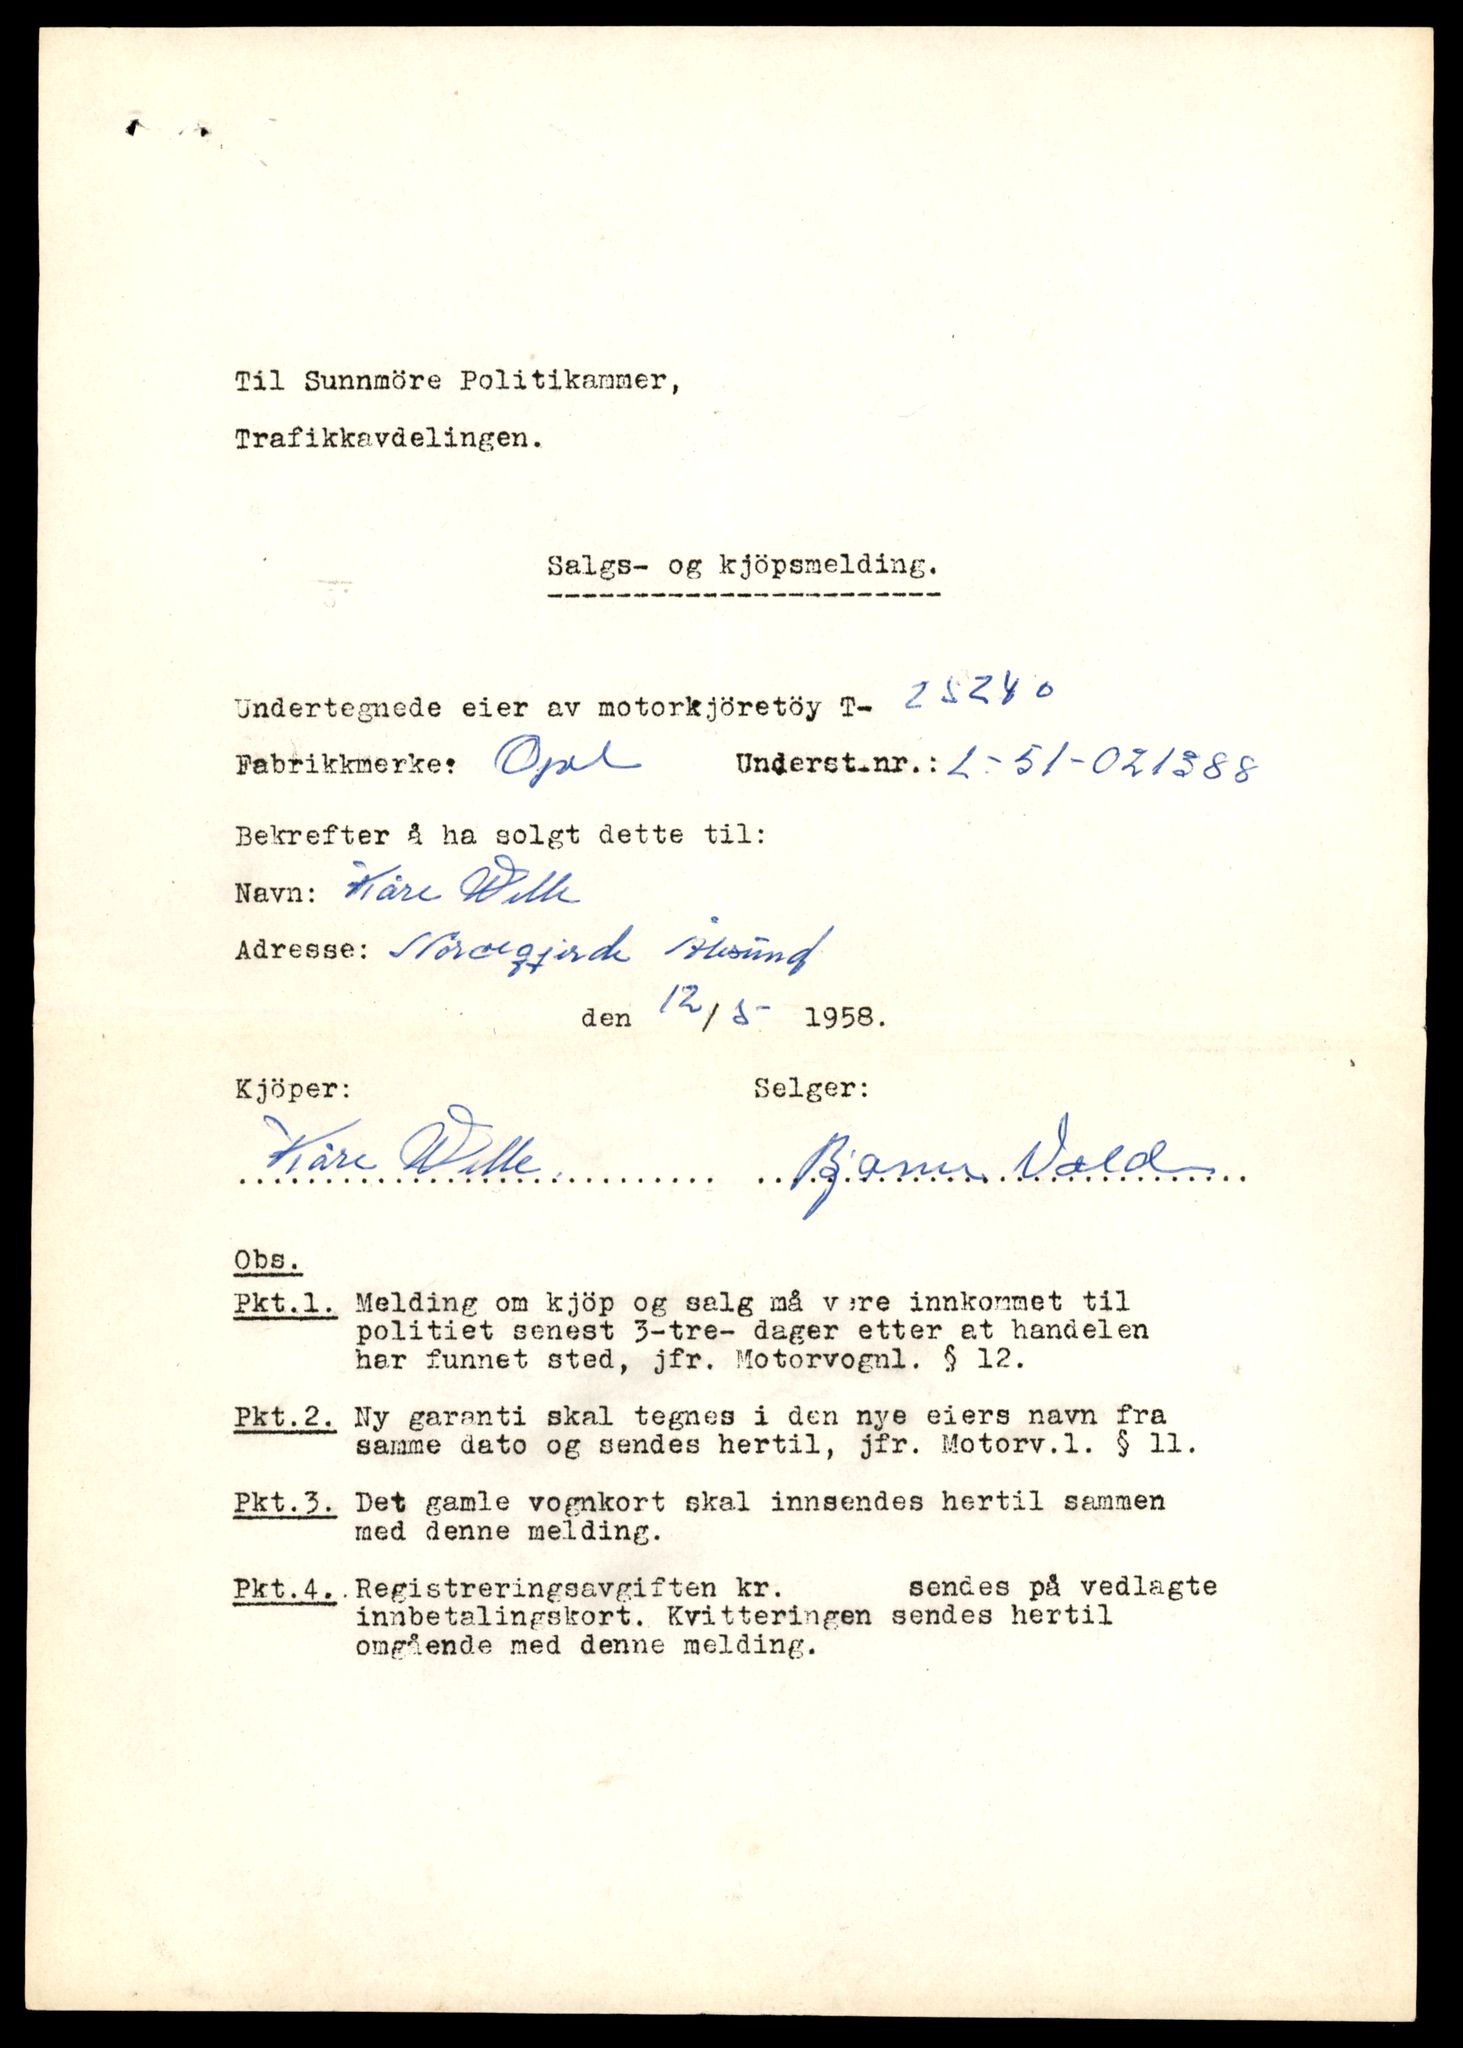 Til Sunnmöre Politikammer,
Trafikkavdelingen.
Salgs- og kjöpsmelding.
Undertegnede eier av motorkjöretöy T- 25240
Fabrikkmerke: Opel Underst.nr.: L-51-021388
Bekrefter å ha solgt dette til:
Navn: Kåre Wille
Adresse: Ålesund
den 12/5- 1958.
Kjöper: Selger:
Kåre Wille Bjarne Vold
Obs.
Pkt.1. Melding om kjöp og salg må være innkommet til
politiet senest 3-tre- dager etter at handelen
har funnet sted, jfr. Motorvognl. § 12.
Pkt.2. Ny garanti skal tegnes i den nye eiers navn fra
samme dato og sendes hertil, jfr. Motorv.l. § 11.
Pkt.3. Det gamle vognkort skal innsendes hertil sammen
med denne melding.
Pkt.4. Registreringsavgiften kr. sendes på vedlagte
innbetalingskort. Kvitteringen sendes hertil
omgående med denne melding.